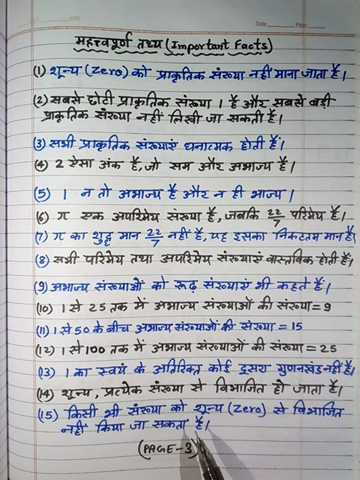 Date
Page
महत्त्वपूर्ण तथ्य (Important Facts)
(1) शून्य (Zero) को प्राकृतिक संख्या नहीं माना जाता है।
(2) सबसे छोटी प्राकृतिक संख्या 1 है और सबसे बड़ी
प्राकृतिक संख्या नहीं लिखी जा सकती है।
(3) सभी प्राकृतिक संख्याएं धनात्मक होती हैं।
(4) 2 ऐसा अंक है, जो सम और अभाज्य है।
(5) 1 न तो अभाज्य है और न ही भाज्य।
(6) π एक अपरिमेय संख्या है, जबकि 22/7 परिमेय है।
(7) π का शुद्ध मान 22/7 नहीं है, यह इसका निकटतम मान है।
(8) सभी परिमेय तथा अपरिमेय संख्याएं वास्तविक होती हैं।
(9) अभाज्य संख्याओं को रूढ़ संख्याएं भी कहते हैं।
(10) 1 से 25 तक में अभाज्य संख्याओं की संख्या = 9
(11) 1 से 50 के बीच अभाज्य संख्याओं की संख्या = 15
(12) 1 से 100 तक में अभाज्य संख्याओं की संख्या = 25
(13) 1 का स्वयं के अतिरिक्त कोई दूसरा गुणनखंड नहीं है।
(14) शून्य, प्रत्येक संख्या से विभाजित हो जाता है।
(15) किसी भी संख्या को शून्य (Zero) से विभाजित
नहीं किया जा सकता है।
(PAGE-3)